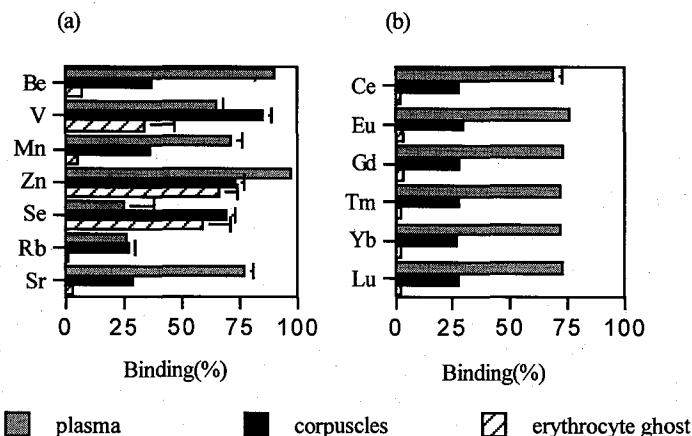 (a)
Be
V
Mn
Zn
Se
Rb
Sr
0 25 50 75 100
Binding(%)
(b)
Ce
Eu
Gd
Tm
Yb
Lu
0 25 50 75 100
Binding(%)
plasma corpuscles erythrocyte ghost